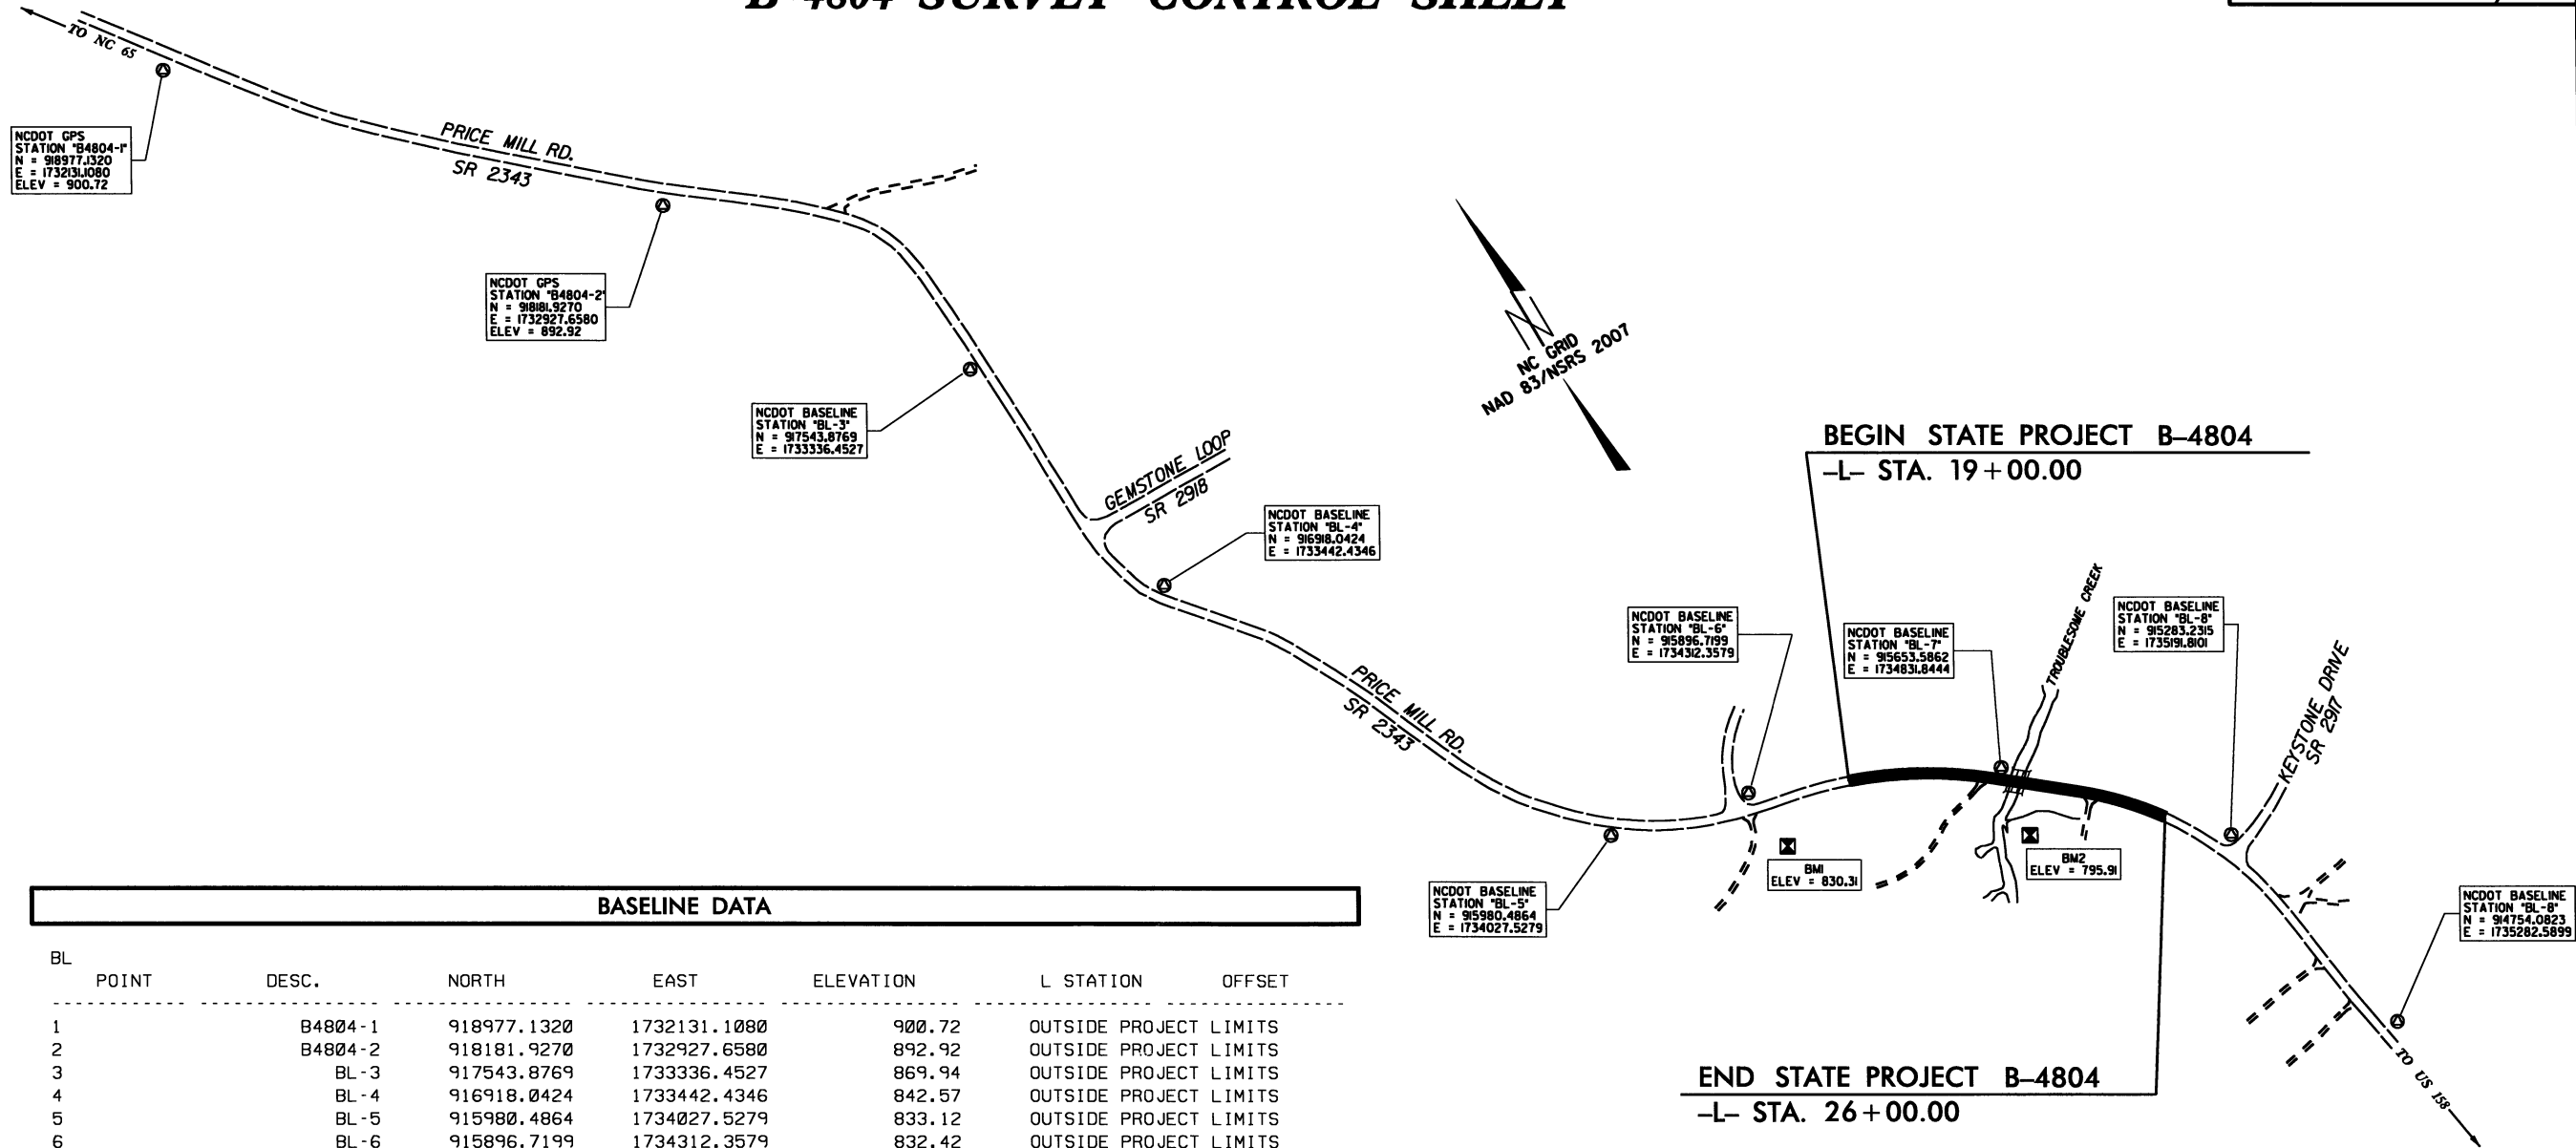 B-4804 SURVEY CONTROL SHEET
TO NC 65
NCDOT GPS
STATION "B4804-1"
N = 918977.1320
E = 1732131.1080
ELEV = 900.72
PRICE MILL RD.
SR 2343
NCDOT GPS
STATION "B4804-2"
N = 918181.9270
E = 1732927.6580
ELEV = 892.92
NCDOT BASELINE
STATION "BL-3"
N = 917543.8769
E = 1733336.4527
GEMSTONE LOOP
SR 2918
NC GRID
NAD 83/NSRS 2007
NCDOT BASELINE
STATION "BL-4"
N = 916918.0424
E = 1733442.4346
BEGIN STATE PROJECT B-4804
-L- STA. 19+00.00
NCDOT BASELINE
STATION "BL-6"
N = 915896.7199
E = 1734312.3579
NCDOT BASELINE
STATION "BL-7"
N = 915653.5862
E = 1734831.8444
TROUBLESOME CREEK
NCDOT BASELINE
STATION "BL-8"
N = 915283.2315
E = 1735191.8101
KEYSTONE DRIVE
SR 2917
PRICE MILL RD.
SR 2343
BM1
ELEV = 830.31
BM2
ELEV = 795.91
NCDOT BASELINE
STATION "BL-5"
N = 915980.4864
E = 1734027.5279
NCDOT BASELINE
STATION "BL-8"
N = 914754.0823
E = 1735282.5899
TO US 158
END STATE PROJECT B-4804
-L- STA. 26+00.00
BASELINE DATA
BL
POINT DESC. NORTH EAST ELEVATION L STATION OFFSET
1 B4804-1 918977.1320 1732131.1080 900.72 OUTSIDE PROJECT LIMITS
2 B4804-2 918181.9270 1732927.6580 892.92 OUTSIDE PROJECT LIMITS
3 BL-3 917543.8769 1733336.4527 869.94 OUTSIDE PROJECT LIMITS
4 BL-4 916918.0424 1733442.4346 842.57 OUTSIDE PROJECT LIMITS
5 BL-5 915980.4864 1734027.5279 833.12 OUTSIDE PROJECT LIMITS
6 BL-6 915896.7199 1734312.3579 832.42 OUTSIDE PROJECT LIMITS